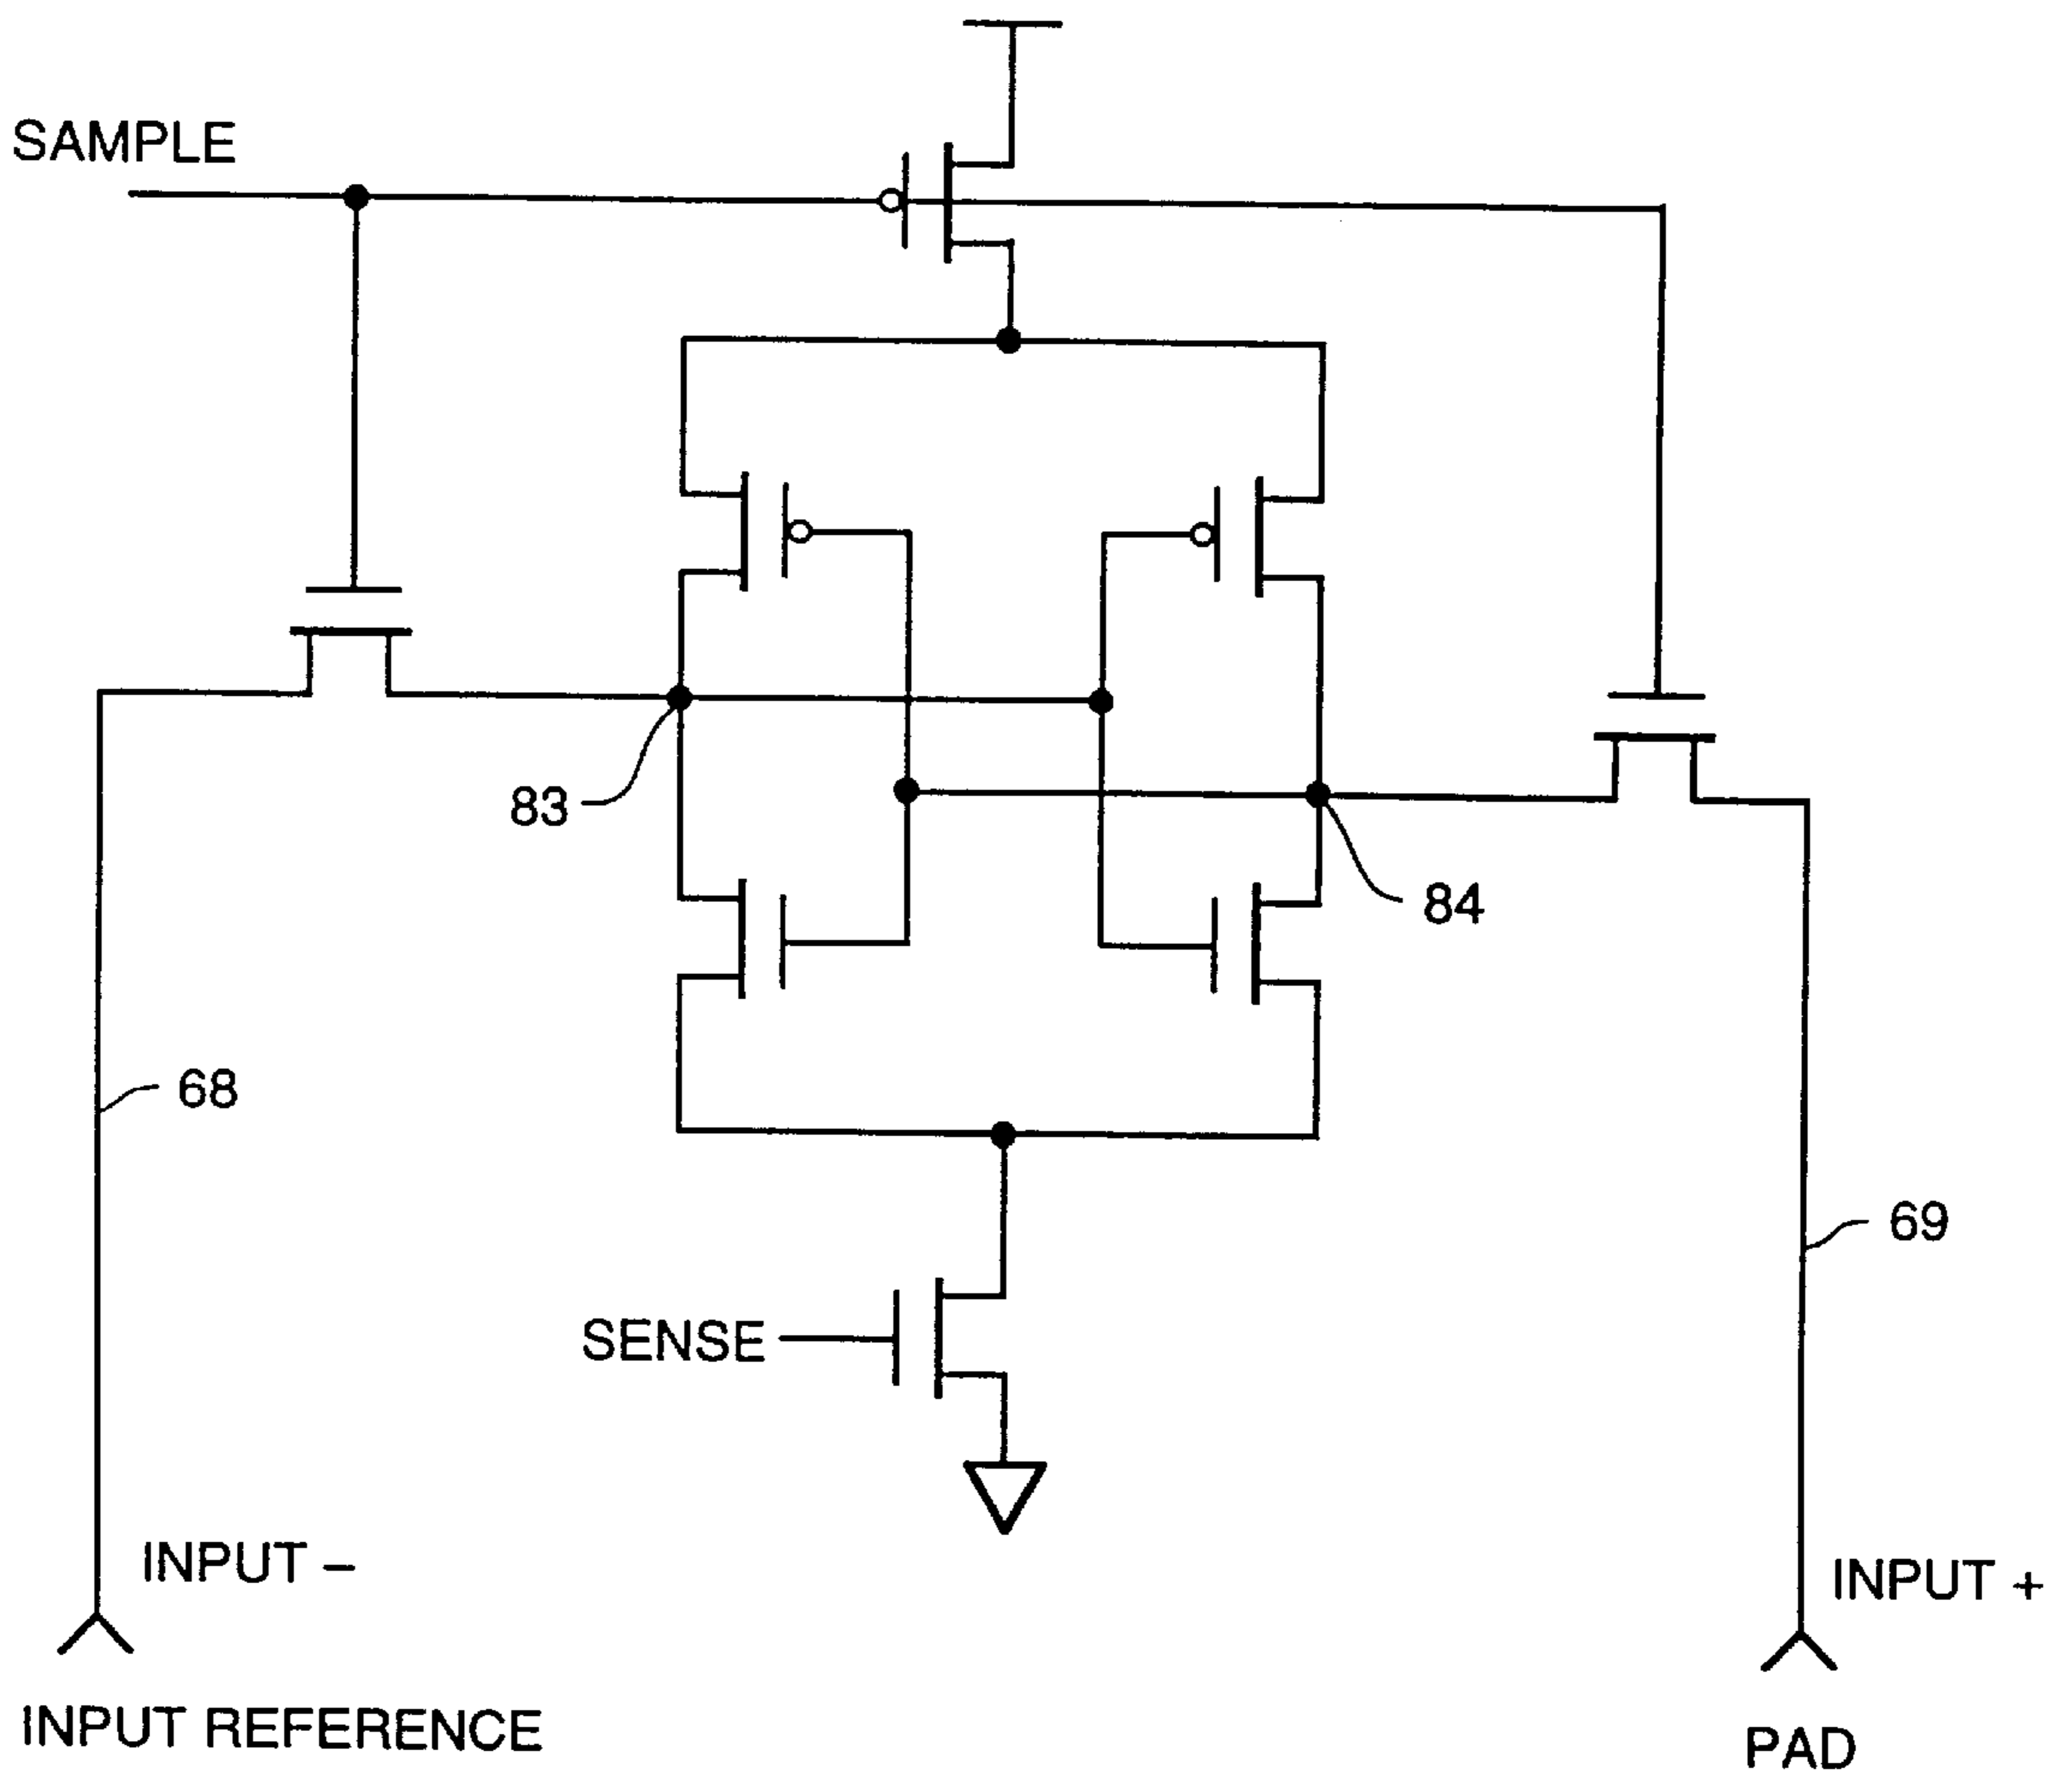 SAMPLE
83
84
68
69
SENSE
INPUT –
INPUT +
INPUT REFERENCE
PAD